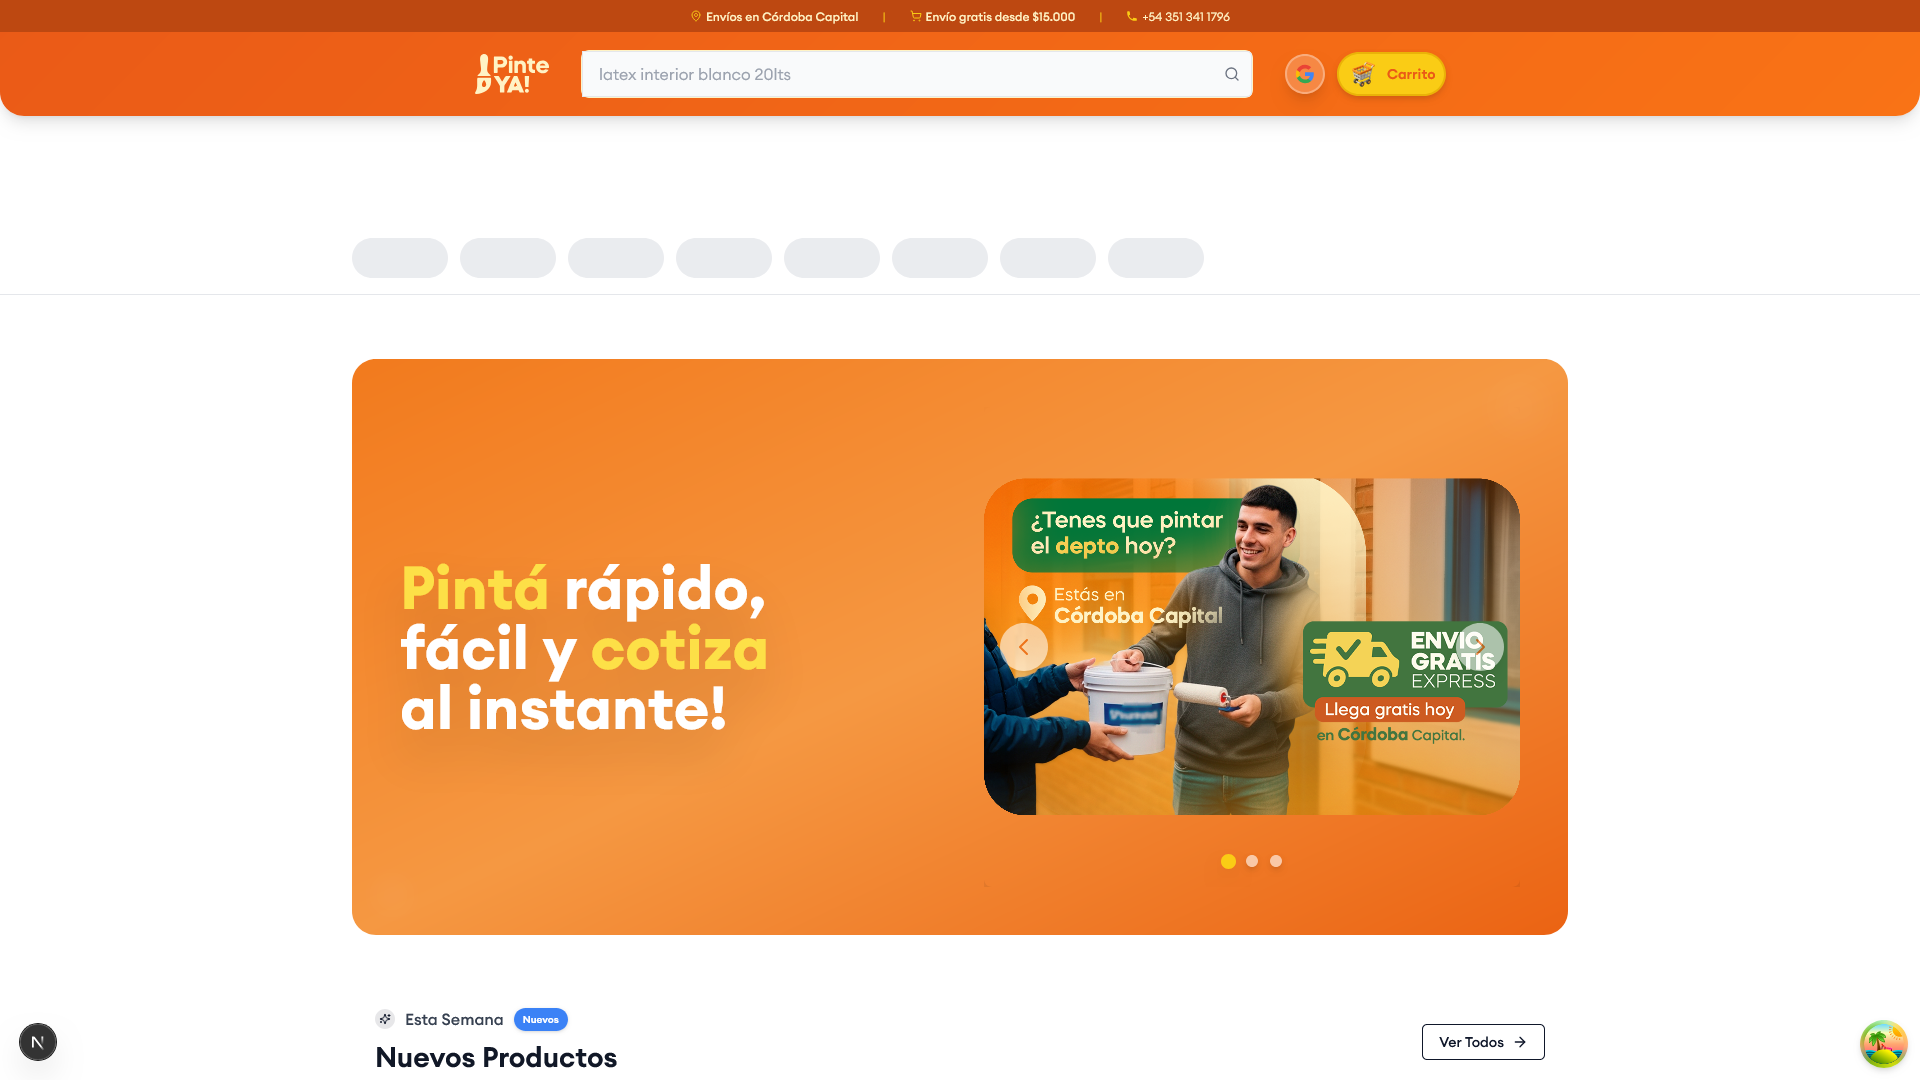 Envíos en Córdoba Capital | Envío gratis desde $15.000 | +54 351 341 1796
Pinte
YA!
latex interior blanco 20lts
Carrito
Pintá rápido,
fácil y cotiza
al instante!
¿Tenes que pintar
el depto hoy?
Estás en
Córdoba Capital
ENVIO
GRATIS
EXPRESS
Llega gratis hoy
en Córdoba Capital.
Esta Semana
Nuevos
Nuevos Productos
Ver Todos
N